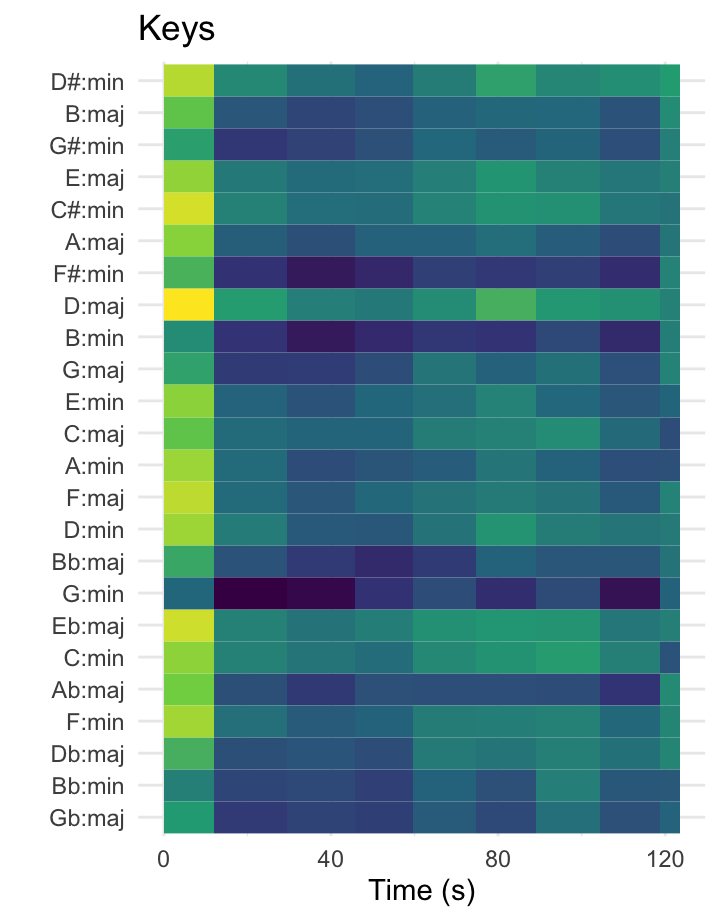 Keys
D#:min
B:maj
G#:min
E:maj
C#:min
A:maj
F#:min
D:maj
B:min
G:maj
E:min
C:maj
A:min
F:maj
D:min
Bb:maj
G:min
Eb:maj
C:min
Ab:maj
F:min
Db:maj
Bb:min
Gb:maj
0 40 80 120
Time (s)